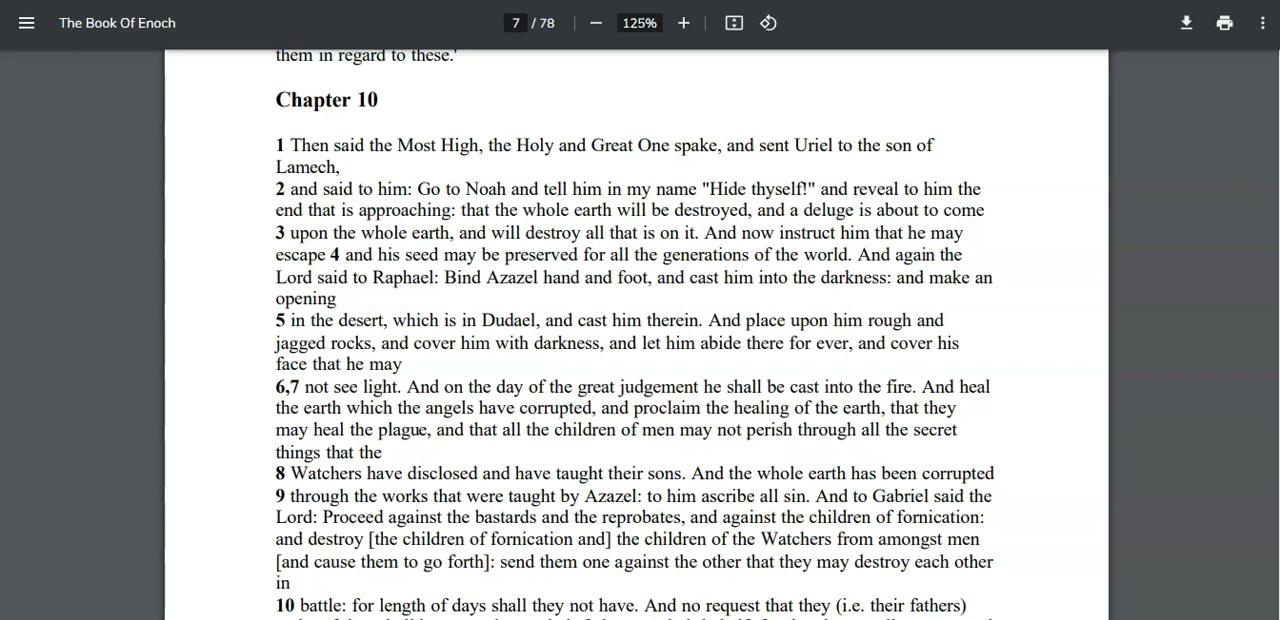 The Book Of Enoch
7 / 78
125%
them in regard to these.'
Chapter 10
1 Then said the Most High, the Holy and Great One spake, and sent Uriel to the son of
Lamech,
2 and said to him: Go to Noah and tell him in my name "Hide thyself!" and reveal to him the
end that is approaching: that the whole earth will be destroyed, and a deluge is about to come
3 upon the whole earth, and will destroy all that is on it. And now instruct him that he may
escape 4 and his seed may be preserved for all the generations of the world. And again the
Lord said to Raphael: Bind Azazel hand and foot, and cast him into the darkness: and make an
opening
5 in the desert, which is in Dudael, and cast him therein. And place upon him rough and
jagged rocks, and cover him with darkness, and let him abide there for ever, and cover his
face that he may
6,7 not see light. And on the day of the great judgement he shall be cast into the fire. And heal
the earth which the angels have corrupted, and proclaim the healing of the earth, that they
may heal the plague, and that all the children of men may not perish through all the secret
things that the
8 Watchers have disclosed and have taught their sons. And the whole earth has been corrupted
9 through the works that were taught by Azazel: to him ascribe all sin. And to Gabriel said the
Lord: Proceed against the bastards and the reprobates, and against the children of fornication:
and destroy [the children of fornication and] the children of the Watchers from amongst men
[and cause them to go forth]: send them one against the other that they may destroy each other
in
10 battle: for length of days shall they not have. And no request that they (i.e. their fathers)